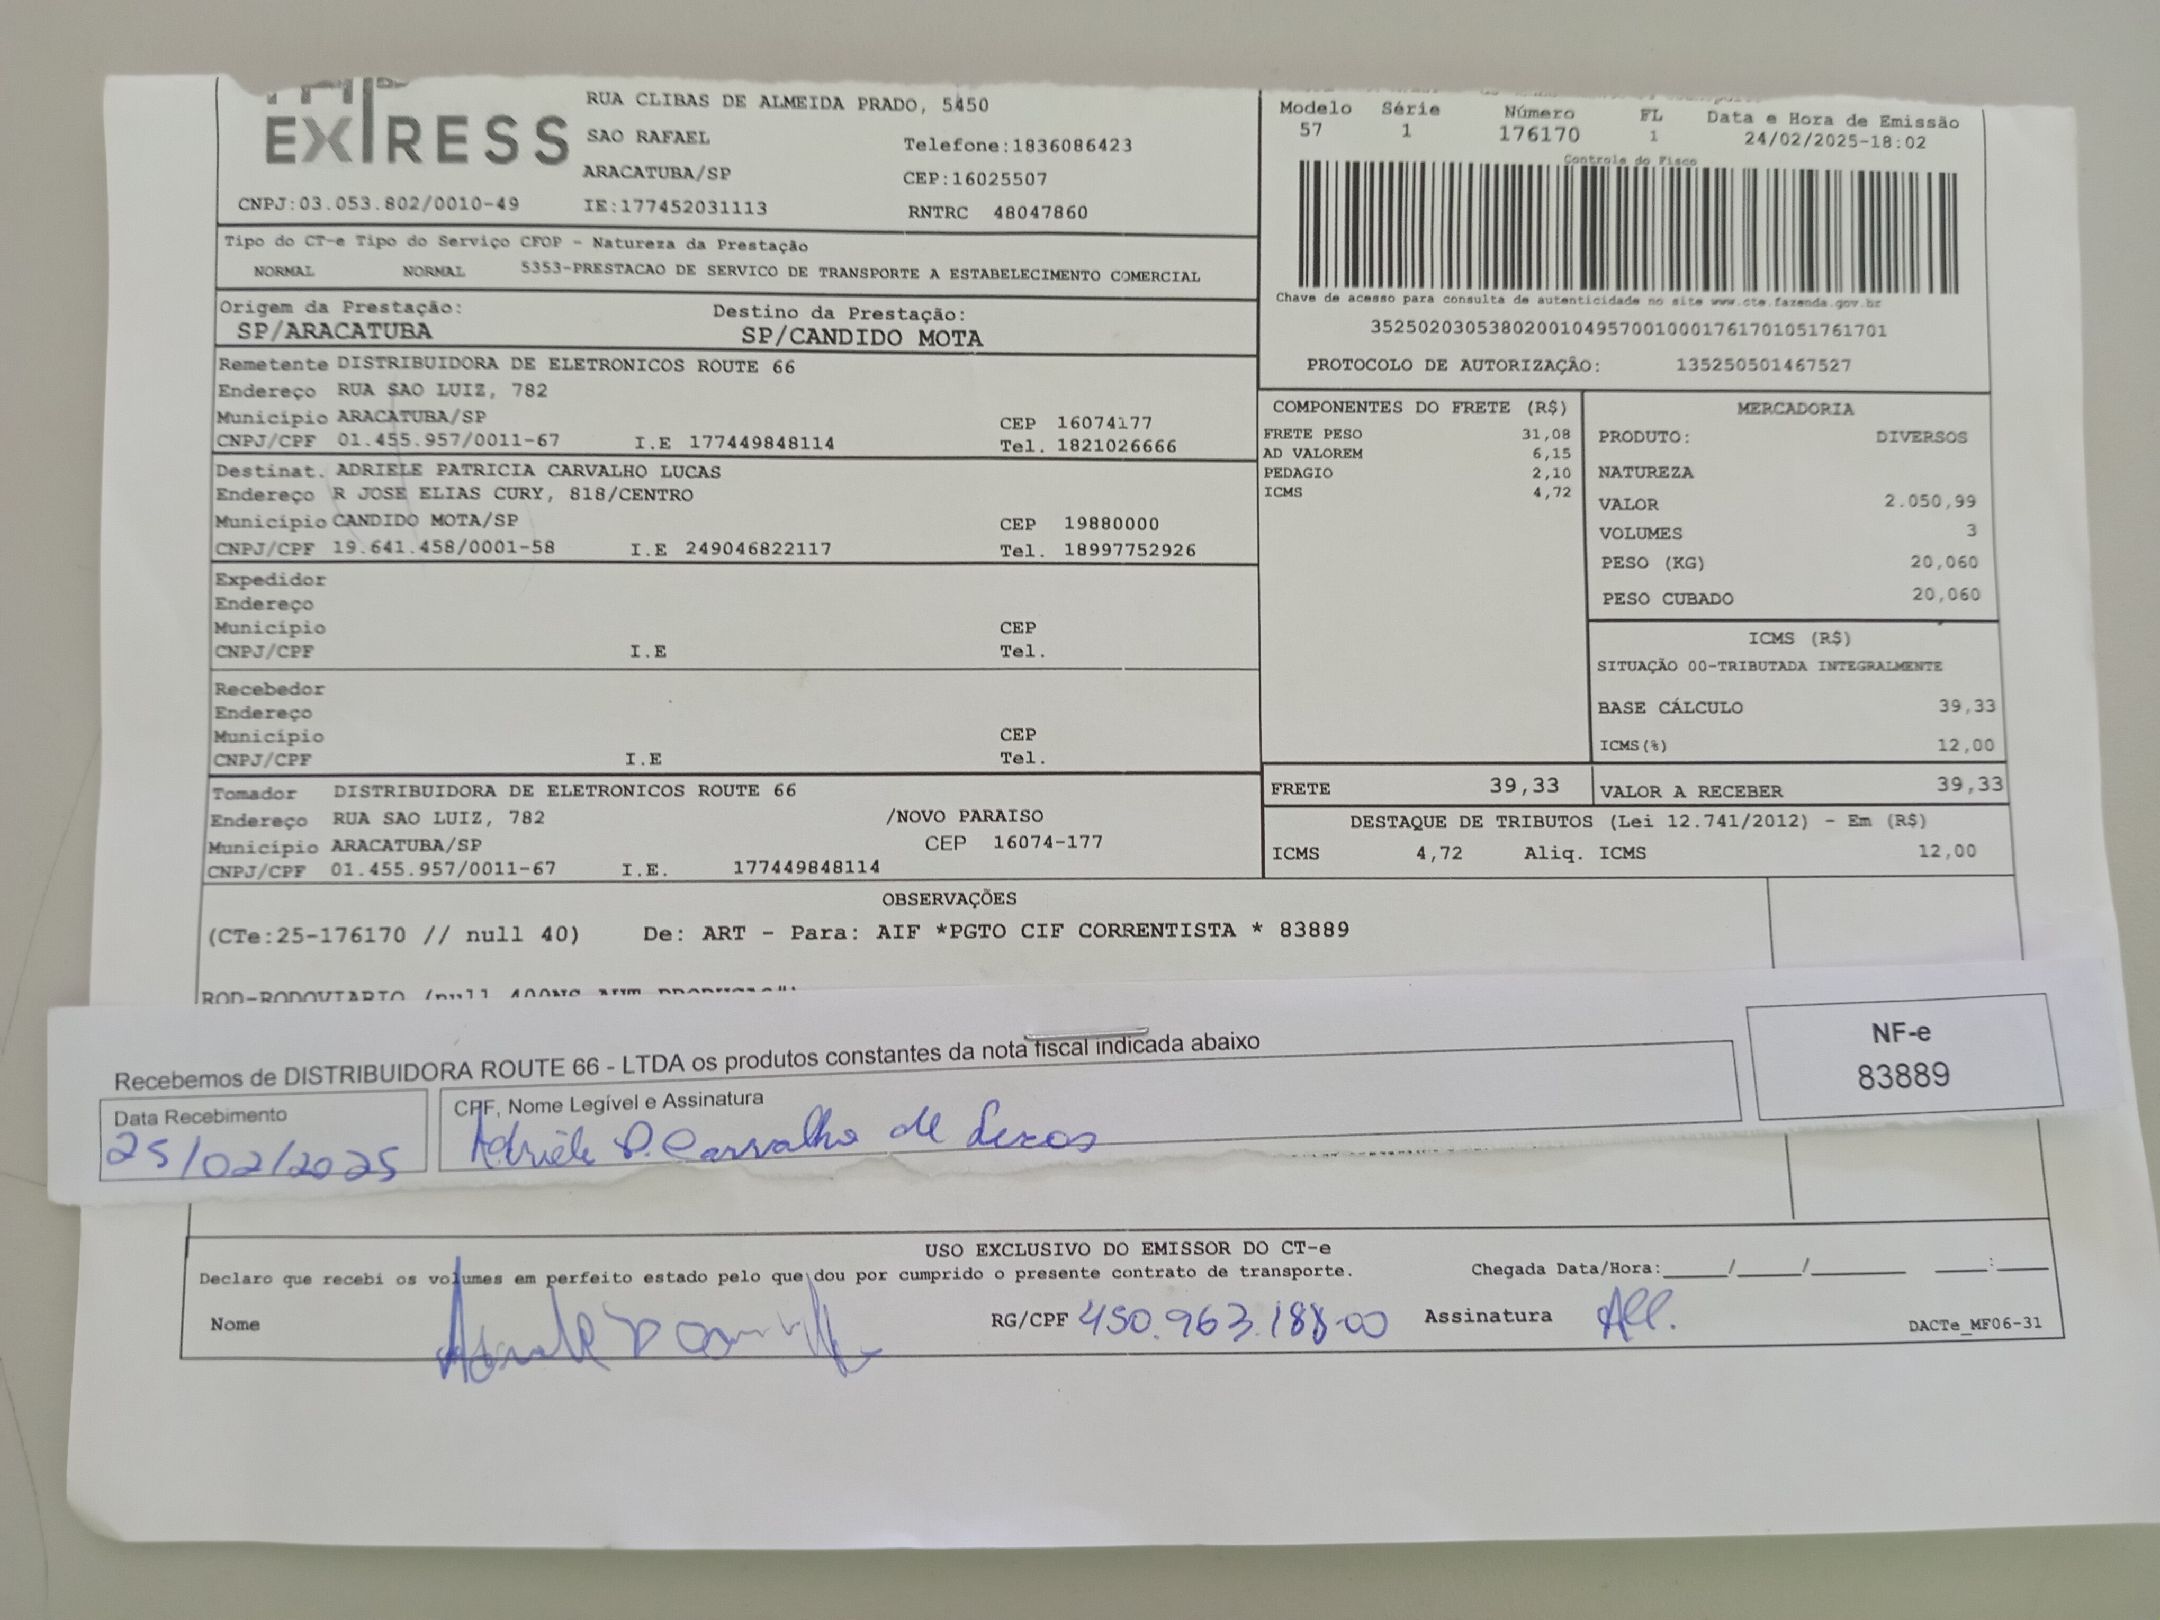 EXPRESS
RUA CLIBAS DE ALMEIDA PRADO, 5450
SAO RAFAEL
Telefone:1836086423
ARACATUBA/SP
CEP:16025507
CNPJ:03.053.802/0010-49
IE:177452031113
RNTRC 48047860
Modelo Série Número FL Data e Hora de Emissão
57 1 176170 1 24/02/2025-18:02
Controle do Fisco
Chave de acesso para consulta de autenticidade no site www.cte.fazenda.gov.br
35250203053802001049570010001761701051761701
PROTOCOLO DE AUTORIZAÇÃO: 135250501467527
Tipo do CT-e Tipo do Serviço CFOP - Natureza da Prestação
NORMAL NORMAL 5353-PRESTACAO DE SERVICO DE TRANSPORTE A ESTABELECIMENTO COMERCIAL
Origem da Prestação: Destino da Prestação:
SP/ARACATUBA SP/CANDIDO MOTA
Remetente DISTRIBUIDORA DE ELETRONICOS ROUTE 66
Endereço RUA SAO LUIZ, 782
Município ARACATUBA/SP CEP 16074177
CNPJ/CPF 01.455.957/0011-67 I.E 177449848114 Tel. 1821026666
Destinat. ADRIELE PATRICIA CARVALHO LUCAS
Endereço R JOSE ELIAS CURY, 818/CENTRO
Município CANDIDO MOTA/SP CEP 19880000
CNPJ/CPF 19.641.458/0001-58 I.E 249046822117 Tel. 18997752926
Expedidor
Endereço
Município CEP
CNPJ/CPF I.E Tel.
Recebedor
Endereço
Município CEP
CNPJ/CPF I.E Tel.
Tomador DISTRIBUIDORA DE ELETRONICOS ROUTE 66
Endereço RUA SAO LUIZ, 782 /NOVO PARAISO
Município ARACATUBA/SP CEP 16074-177
CNPJ/CPF 01.455.957/0011-67 I.E. 177449848114
COMPONENTES DO FRETE (R$)
FRETE PESO 31,08
AD VALOREM 6,15
PEDAGIO 2,10
ICMS 4,72
MERCADORIA
PRODUTO: DIVERSOS
NATUREZA
VALOR 2.050,99
VOLUMES 3
PESO (KG) 20,060
PESO CUBADO 20,060
ICMS (R$)
SITUAÇÃO 00-TRIBUTADA INTEGRALMENTE
BASE CÁLCULO 39,33
ICMS(%) 12,00
FRETE 39,33 VALOR A RECEBER 39,33
DESTAQUE DE TRIBUTOS (Lei 12.741/2012) - Em (R$)
ICMS 4,72 Aliq. ICMS 12,00
OBSERVAÇÕES
(CTe:25-176170 // null 40) De: ART - Para: AIF *PGTO CIF CORRENTISTA * 83889
ROD-RODOVIARIO (null
Recebemos de DISTRIBUIDORA ROUTE 66 - LTDA os produtos constantes da nota fiscal indicada abaixo
NF-e
83889
Data Recebimento
25/02/2025
CPF, Nome Legível e Assinatura
Adriele P. Carvalho de
USO EXCLUSIVO DO EMISSOR DO CT-e
Declaro que recebi os volumes em perfeito estado pelo que dou por cumprido o presente contrato de transporte. Chegada Data/Hora:____/____/______ ___:____
Nome RG/CPF 450.963.188-00 Assinatura
DACTe_MF06-31